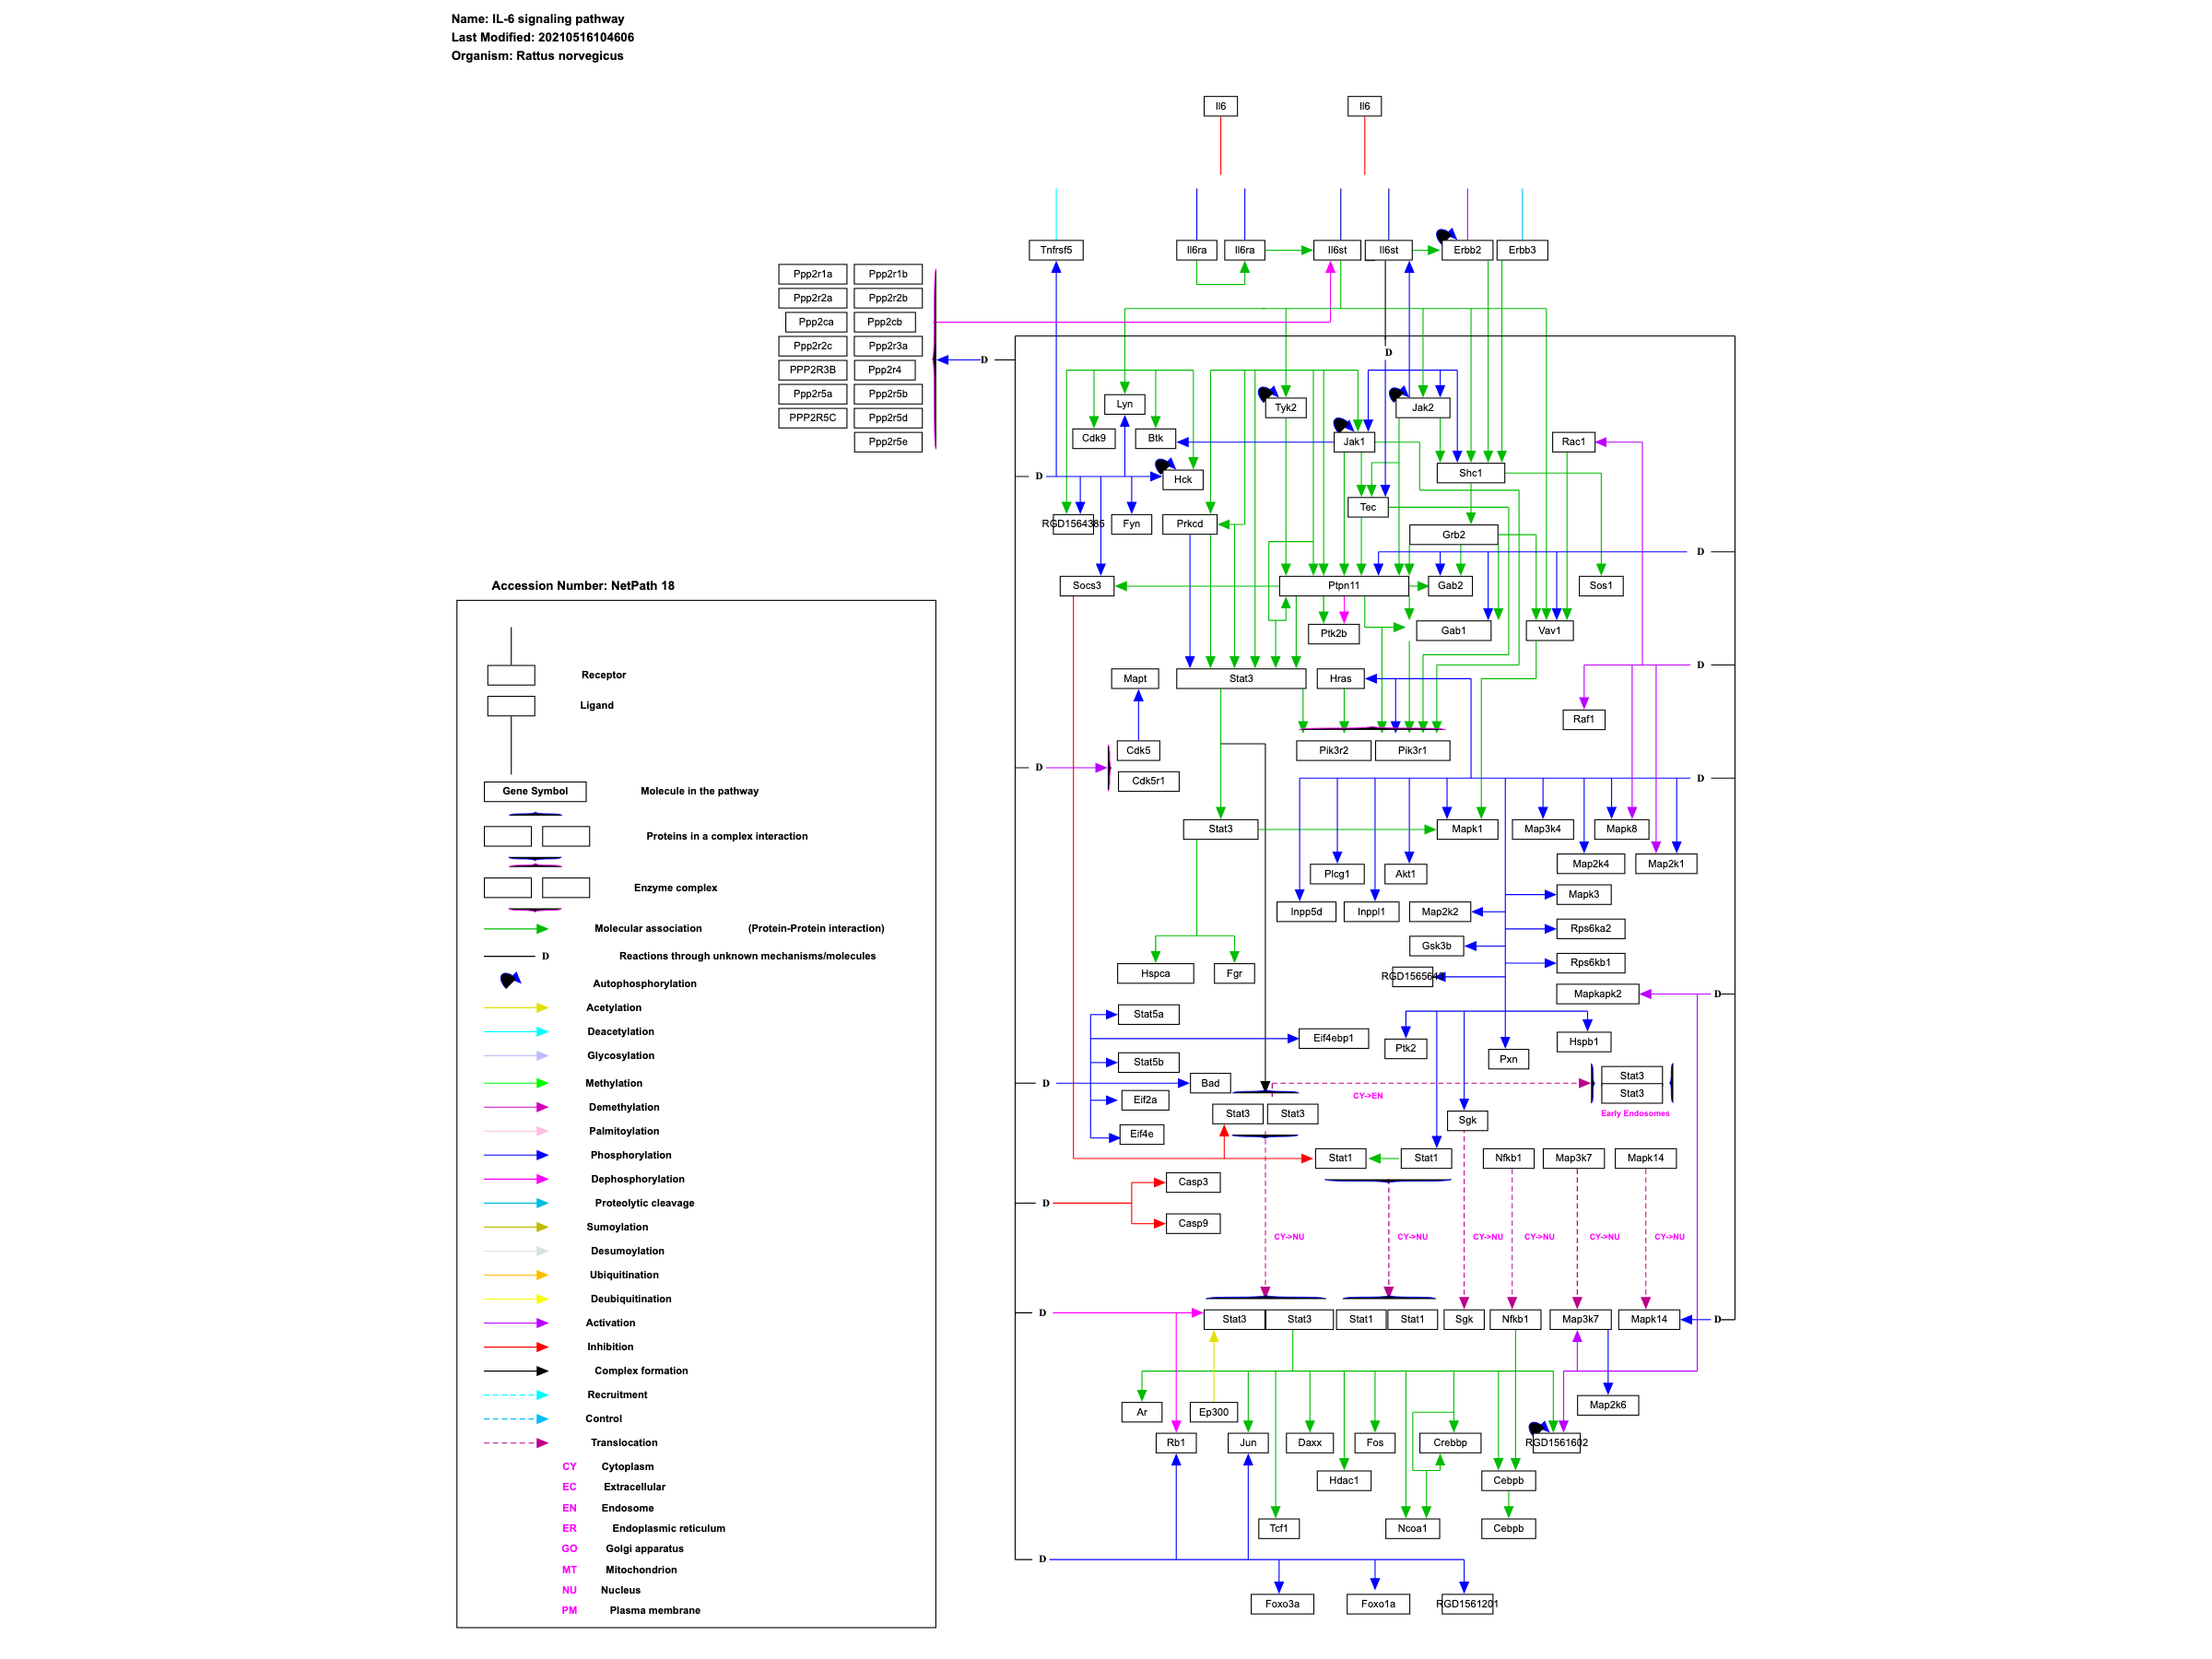 Name: IL-6 signaling pathway
Last Modified: 20210516104606
Organism: Rattus norvegicus
Il6 Il6
Tnfrsf5 Il6ra Il6ra Il6st Il6st Erbb2 Erbb3
Ppp2r1a Ppp2r1b
Ppp2r2a Ppp2r2b
Ppp2ca Ppp2cb
Ppp2r2c Ppp2r3a
D
D
PPP2R3B Ppp2r4
Ppp2r5a Ppp2r5b
PPP2R5C Ppp2r5d
Ppp2r5e
Lyn Tyk2 Jak2
Cdk9 Btk Jak1 Rac1
D Hck Shc1
Tec
RGD1564385 Fyn Prkcd Grb2
D
Socs3 Ptpn11 Gab2 Sos1
Ptk2b Gab1 Vav1
D
Mapt Stat3 Hras
Raf1
Cdk5 Pik3r2 Pik3r1
D
Cdk5r1
D
Stat3 Mapk1 Map3k4 Mapk8
Map2k4 Map2k1
Plcg1 Akt1
Mapk3
Inpp5d Inppl1 Map2k2
Rps6ka2
Gsk3b
Rps6kb1
Hspca Fgr
Mapkapk2 D
Stat5a
Eif4ebp1 Ptk2 Hspb1
Stat5b Pxn
D Bad Stat3
CY->EN Stat3
Eif2a Stat3 Stat3 Early Endosomes
Sgk
Eif4e
Stat1 Stat1 Nfkb1 Map3k7 Mapk14
Casp3
D
Casp9
CY->NU CY->NU CY->NU CY->NU CY->NU CY->NU
D Stat3 Stat3 Stat1 Stat1 Sgk Nfkb1 Map3k7 Mapk14 D
Ar Ep300 Map2k6
Rb1 Jun Daxx Fos Crebbp RGD1561602
Hdac1 Cebpb
Tcf1 Ncoa1 Cebpb
D
Foxo3a Foxo1a RGD1561201
Accession Number: NetPath 18
Receptor
Ligand
Gene Symbol Molecule in the pathway
Proteins in a complex interaction
Enzyme complex
Molecular association (Protein-Protein interaction)
D Reactions through unknown mechanisms/molecules
Autophosphorylation
Acetylation
Deacetylation
Glycosylation
Methylation
Demethylation
Palmitoylation
Phosphorylation
Dephosphorylation
Proteolytic cleavage
Sumoylation
Desumoylation
Ubiquitination
Deubiquitination
Activation
Inhibition
Complex formation
Recruitment
Control
Translocation
CY Cytoplasm
EC Extracellular
EN Endosome
ER Endoplasmic reticulum
GO Golgi apparatus
MT Mitochondrion
NU Nucleus
PM Plasma membrane